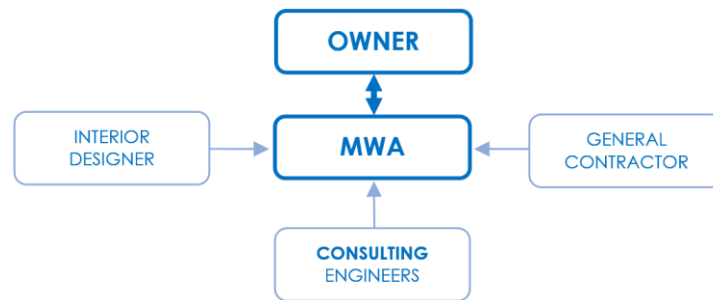 OWNER
INTERIOR
DESIGNER
MWA
GENERAL
CONTRACTOR
CONSULTING
ENGINEERS